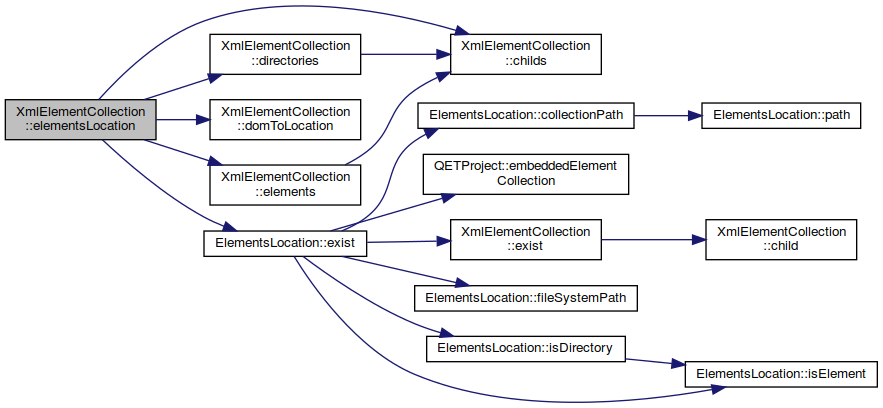 XmlElementCollection
::elementsLocation
XmlElementCollection
::directories
XmlElementCollection
::domToLocation
XmlElementCollection
::elements
ElementsLocation::exist
XmlElementCollection
::childs
ElementsLocation::collectionPath
QETProject::embeddedElement
Collection
XmlElementCollection
::exist
ElementsLocation::fileSystemPath
ElementsLocation::isDirectory
ElementsLocation::path
XmlElementCollection
::child
ElementsLocation::isElement